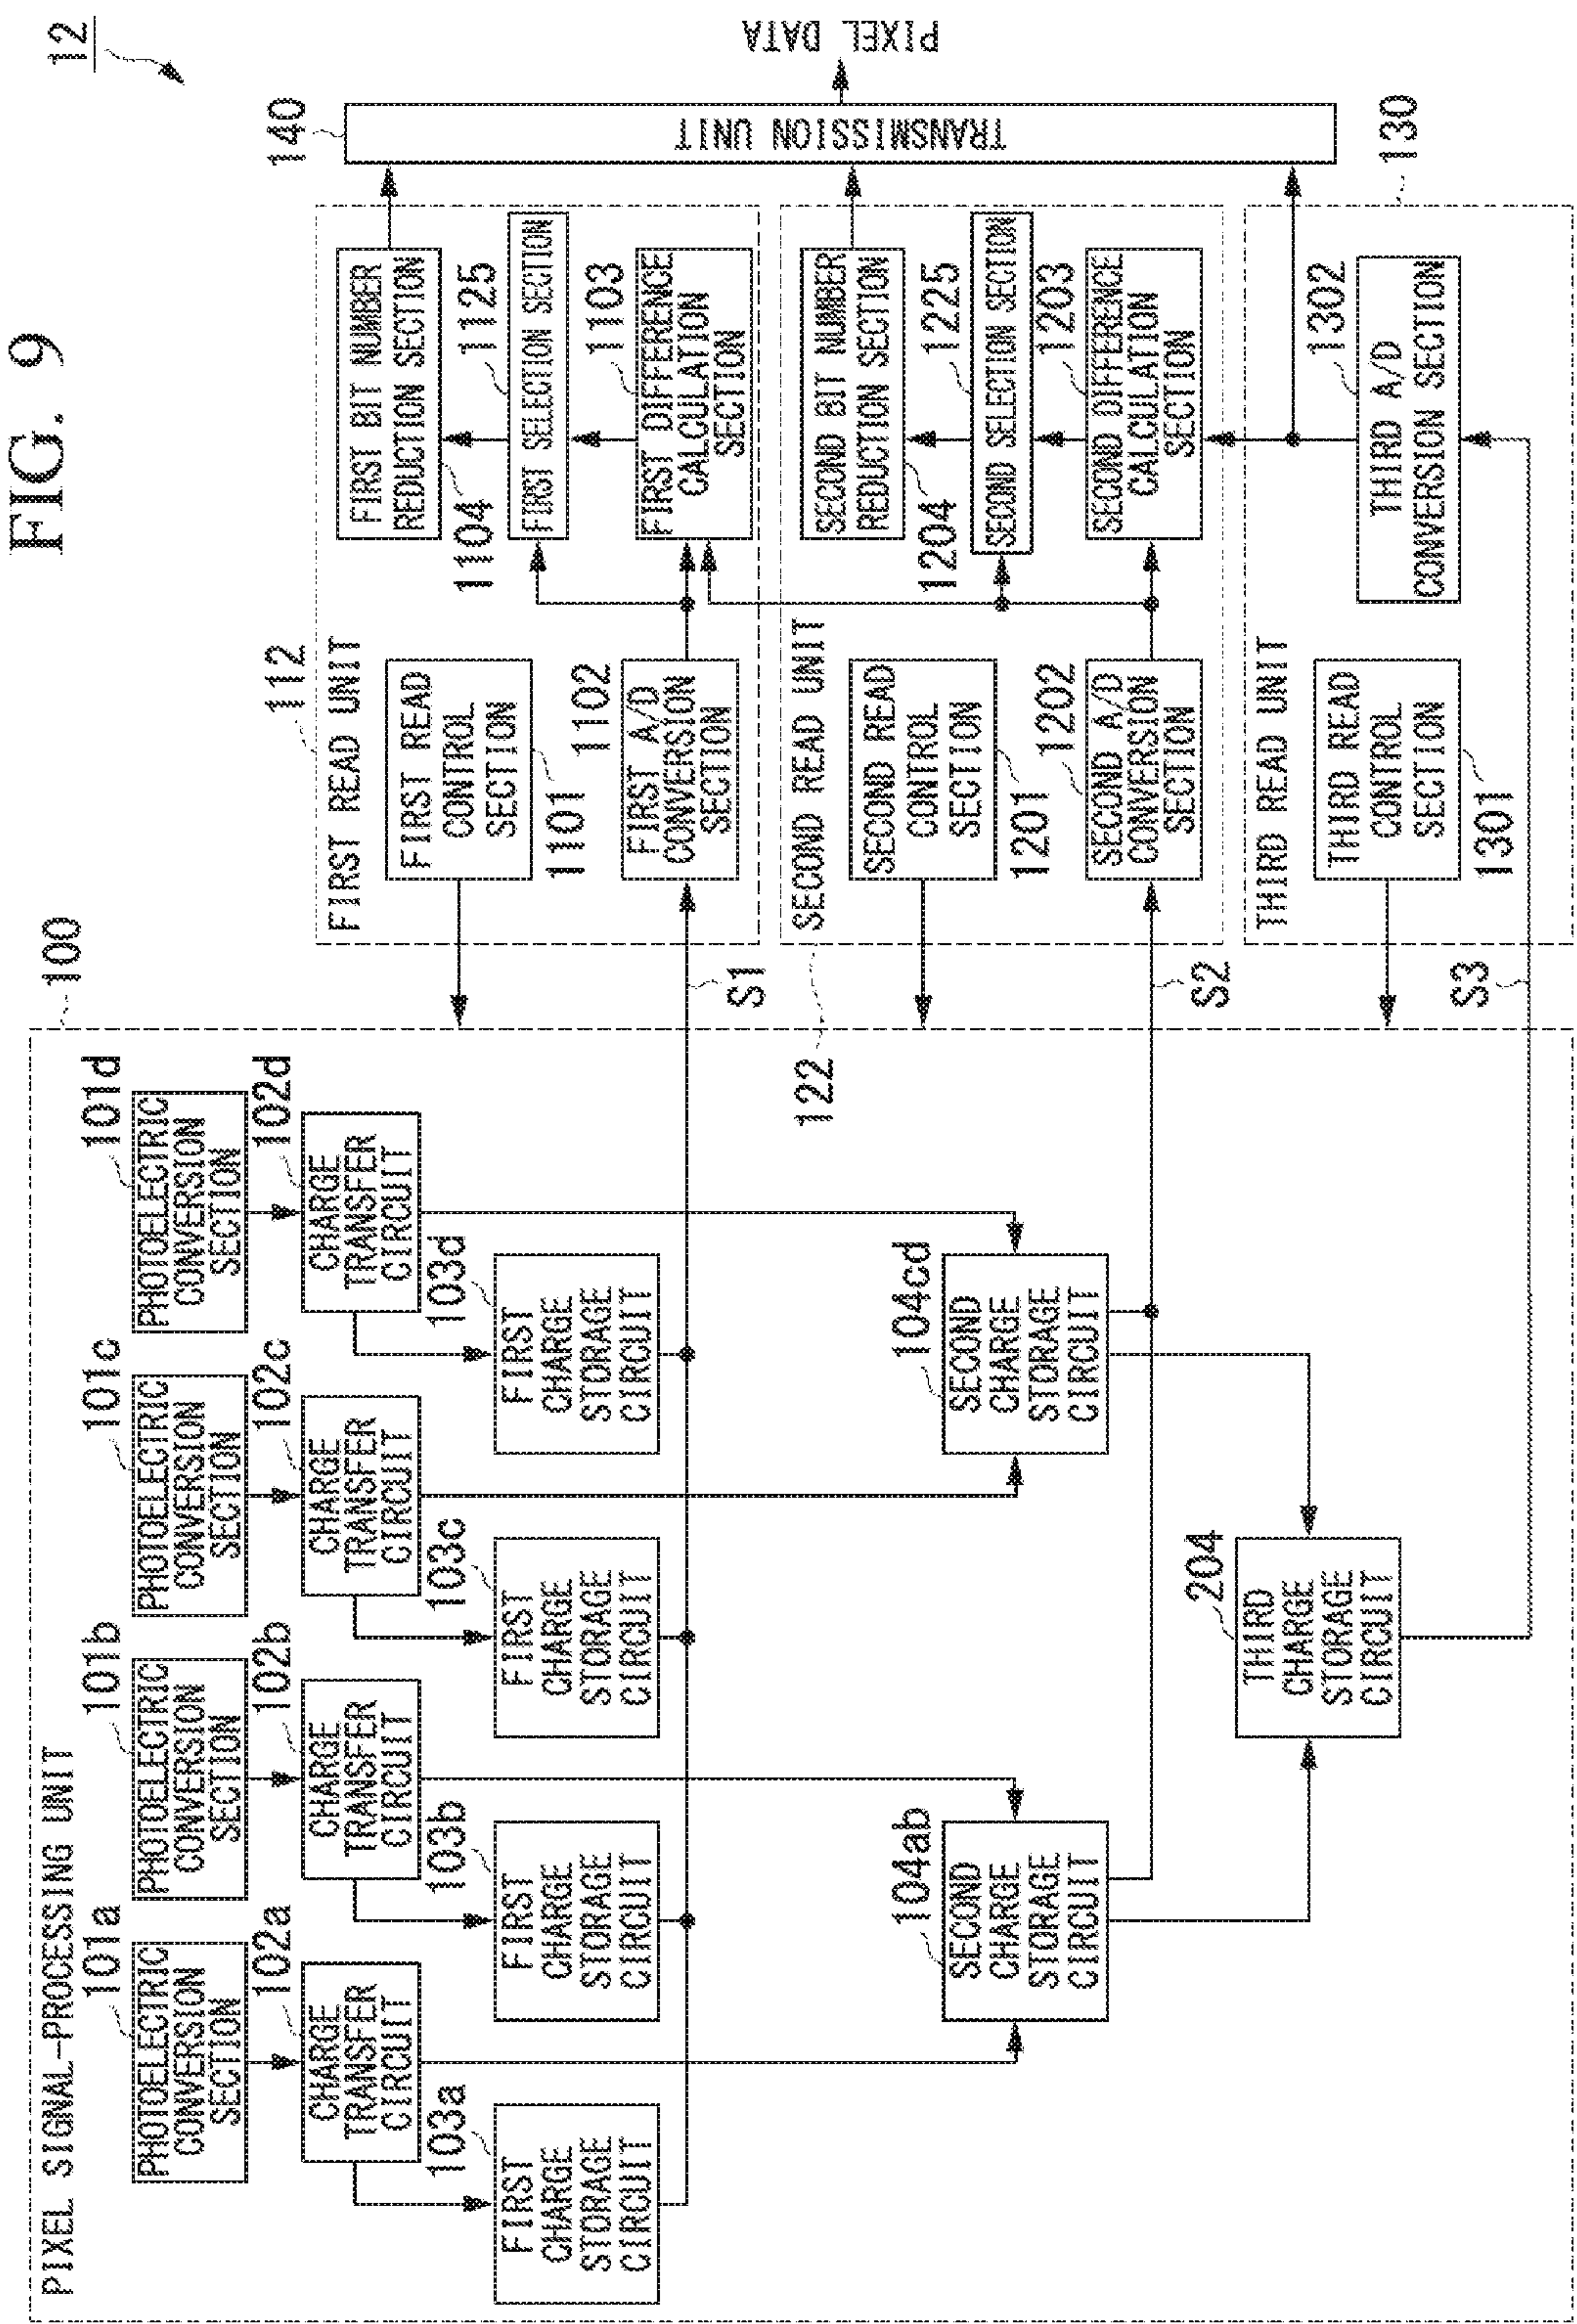 FIG. 9
12
PIXEL SIGNAL-PROCESSING UNIT
100
101a
PHOTOELECTRIC
CONVERSION
SECTION
101b
PHOTOELECTRIC
CONVERSION
SECTION
101c
PHOTOELECTRIC
CONVERSION
SECTION
101d
PHOTOELECTRIC
CONVERSION
SECTION
102a
CHARGE
TRANSFER
CIRCUIT
102b
CHARGE
TRANSFER
CIRCUIT
102c
CHARGE
TRANSFER
CIRCUIT
102d
CHARGE
TRANSFER
CIRCUIT
103a
FIRST
CHARGE
STORAGE
CIRCUIT
103b
FIRST
CHARGE
STORAGE
CIRCUIT
103c
FIRST
CHARGE
STORAGE
CIRCUIT
103d
FIRST
CHARGE
STORAGE
CIRCUIT
104ab
SECOND
CHARGE
STORAGE
CIRCUIT
104cd
SECOND
CHARGE
STORAGE
CIRCUIT
204
THIRD
CHARGE
STORAGE
CIRCUIT
S1
S2
S3
112
FIRST READ UNIT
FIRST READ
CONTROL
SECTION
1101
1102
FIRST A/D
CONVERSION
SECTION
FIRST BIT NUMBER
REDUCTION SECTION
1104
1125
FIRST SELECTION SECTION
1103
FIRST DIFFERENCE
CALCULATION
SECTION
122
SECOND READ UNIT
SECOND READ
CONTROL
SECTION
1201
1202
SECOND A/D
CONVERSION
SECTION
SECOND BIT NUMBER
REDUCTION SECTION
1204
1225
SECOND SELECTION SECTION
1203
SECOND DIFFERENCE
CALCULATION
SECTION
130
THIRD READ UNIT
THIRD READ
CONTROL
SECTION
1301
1302
THIRD A/D
CONVERSION SECTION
140
TRANSMISSION UNIT
PIXEL DATA